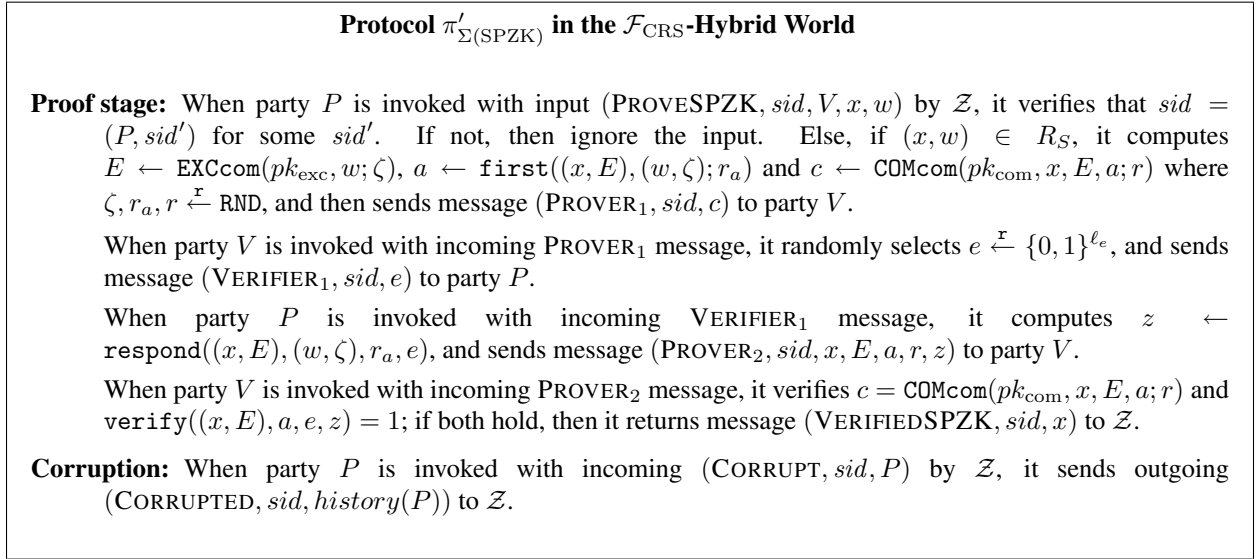 Protocol π′Σ(SPZK) in the FCRS-Hybrid World
Proof stage: When party P is invoked with input (PROVESPZK, sid, V, x, w) by Z, it verifies that sid =
(P, sid′) for some sid′. If not, then ignore the input. Else, if (x, w) ∈ RS, it computes
E ← EXCcom(pkexc, w; ζ), a ← first((x, E), (w, ζ); ra) and c ← COMcom(pkcom, x, E, a; r) where
ζ, ra, r ←r RND, and then sends message (PROVER1, sid, c) to party V.
When party V is invoked with incoming PROVER1 message, it randomly selects e ←r {0, 1}ℓe, and sends
message (VERIFIER1, sid, e) to party P.
When party P is invoked with incoming VERIFIER1 message, it computes z ←
respond((x, E), (w, ζ), ra, e), and sends message (PROVER2, sid, x, E, a, r, z) to party V.
When party V is invoked with incoming PROVER2 message, it verifies c = COMcom(pkcom, x, E, a; r) and
verify((x, E), a, e, z) = 1; if both hold, then it returns message (VERIFIEDSPZK, sid, x) to Z.
Corruption: When party P is invoked with incoming (CORRUPT, sid, P) by Z, it sends outgoing
(CORRUPTED, sid, history(P)) to Z.